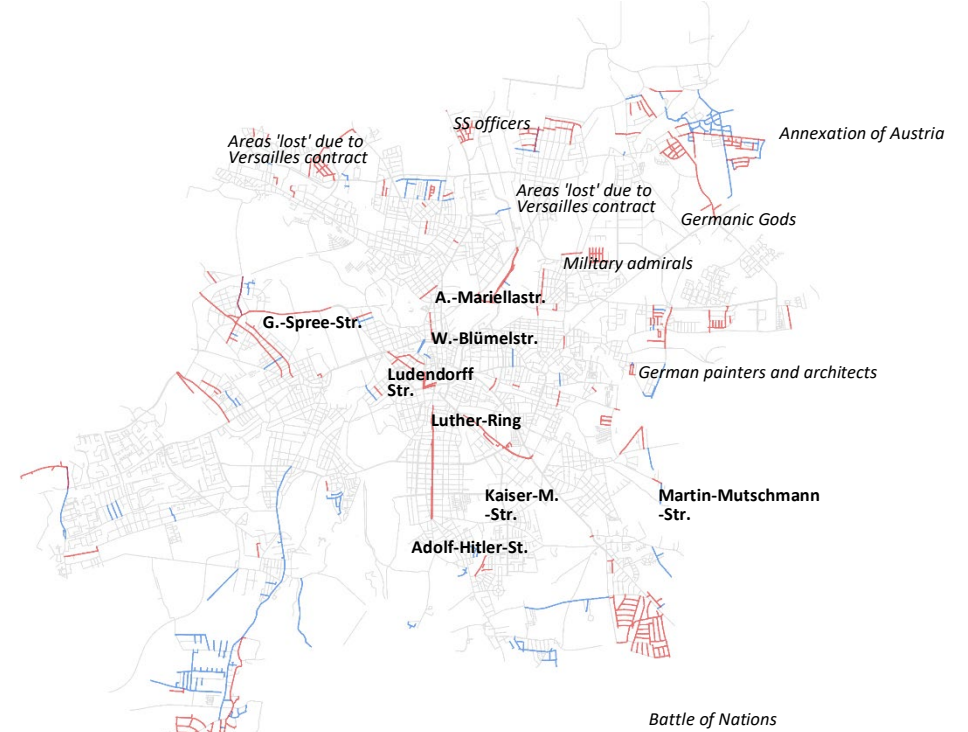 SS officers
Annexation of Austria
Areas 'lost' due to
Versailles contract
Areas 'lost' due to
Versailles contract
Germanic Gods
Military admirals
A.-Mariellastr.
G.-Spree-Str.
W.-Blümelstr.
Ludendorff
Str.
German painters and architects
Luther-Ring
Kaiser-M.
-Str.
Martin-Mutschmann
-Str.
Adolf-Hitler-St.
Battle of Nations